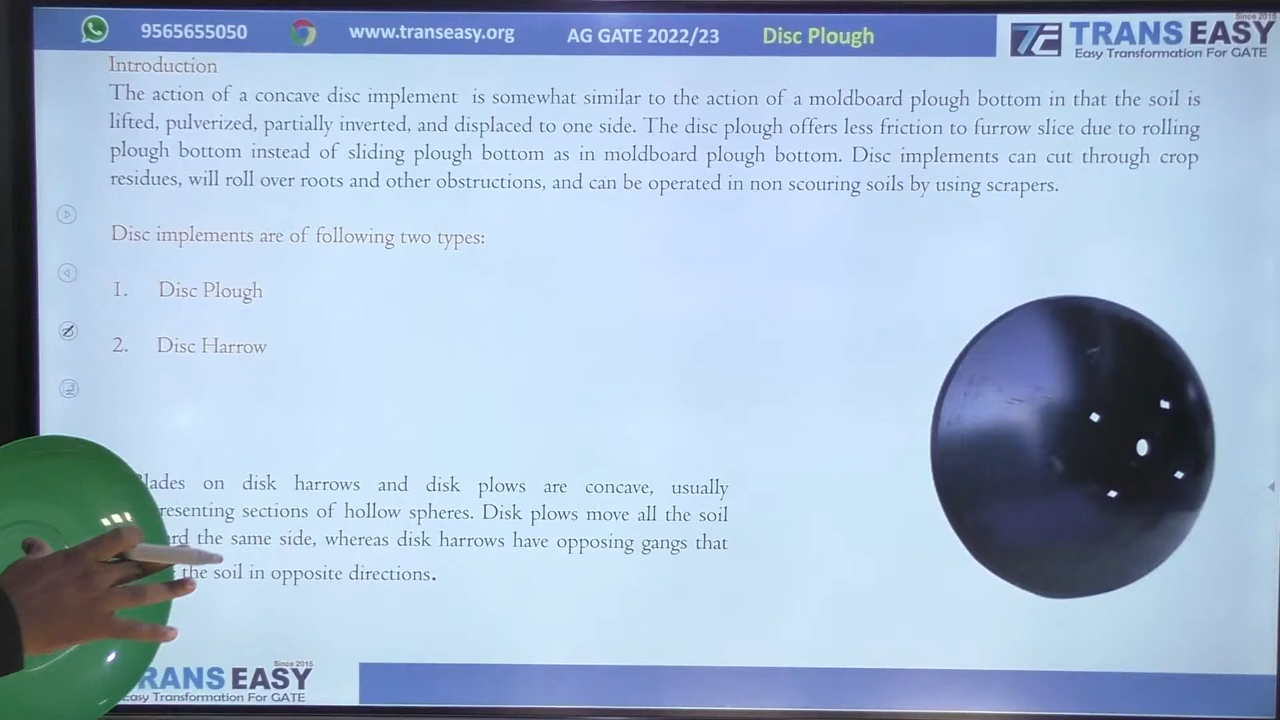 9565655050 www.transeasy.org AG GATE 2022/23 Disc Plough
Since 2015
TRANS EASY
Easy Transformation For GATE
Introduction
The action of a concave disc implement is somewhat similar to the action of a moldboard plough bottom in that the soil is
lifted, pulverized, partially inverted, and displaced to one side. The disc plough offers less friction to furrow slice due to rolling
plough bottom instead of sliding plough bottom as in moldboard plough bottom. Disc implements can cut through crop
residues, will roll over roots and other obstructions, and can be operated in non scouring soils by using scrapers.
Disc implements are of following two types:
1. Disc Plough
2. Disc Harrow
lades on disk harrows and disk plows are concave, usually
resenting sections of hollow spheres. Disk plows move all the soil
rd the same side, whereas disk harrows have opposing gangs that
the soil in opposite directions.
Since 2015
RANS EASY
Easy Transformation For GATE